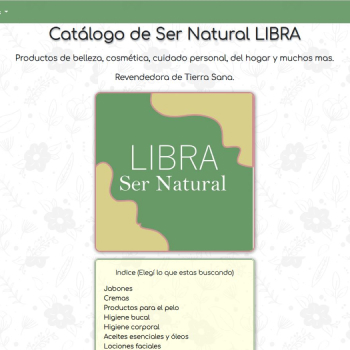 Catálogo de Ser Natural LIBRA
Productos de belleza, cosmética, cuidado personal, del hogar y muchos mas.
Revendedora de Tierra Sana.
LIBRA
Ser Natural
Indice (Elegí lo que estas buscando)
Jabones
Cremas
Productos para el pelo
Higiene bucal
Higiene corporal
Aceites esenciales y óleos
Lociones faciales